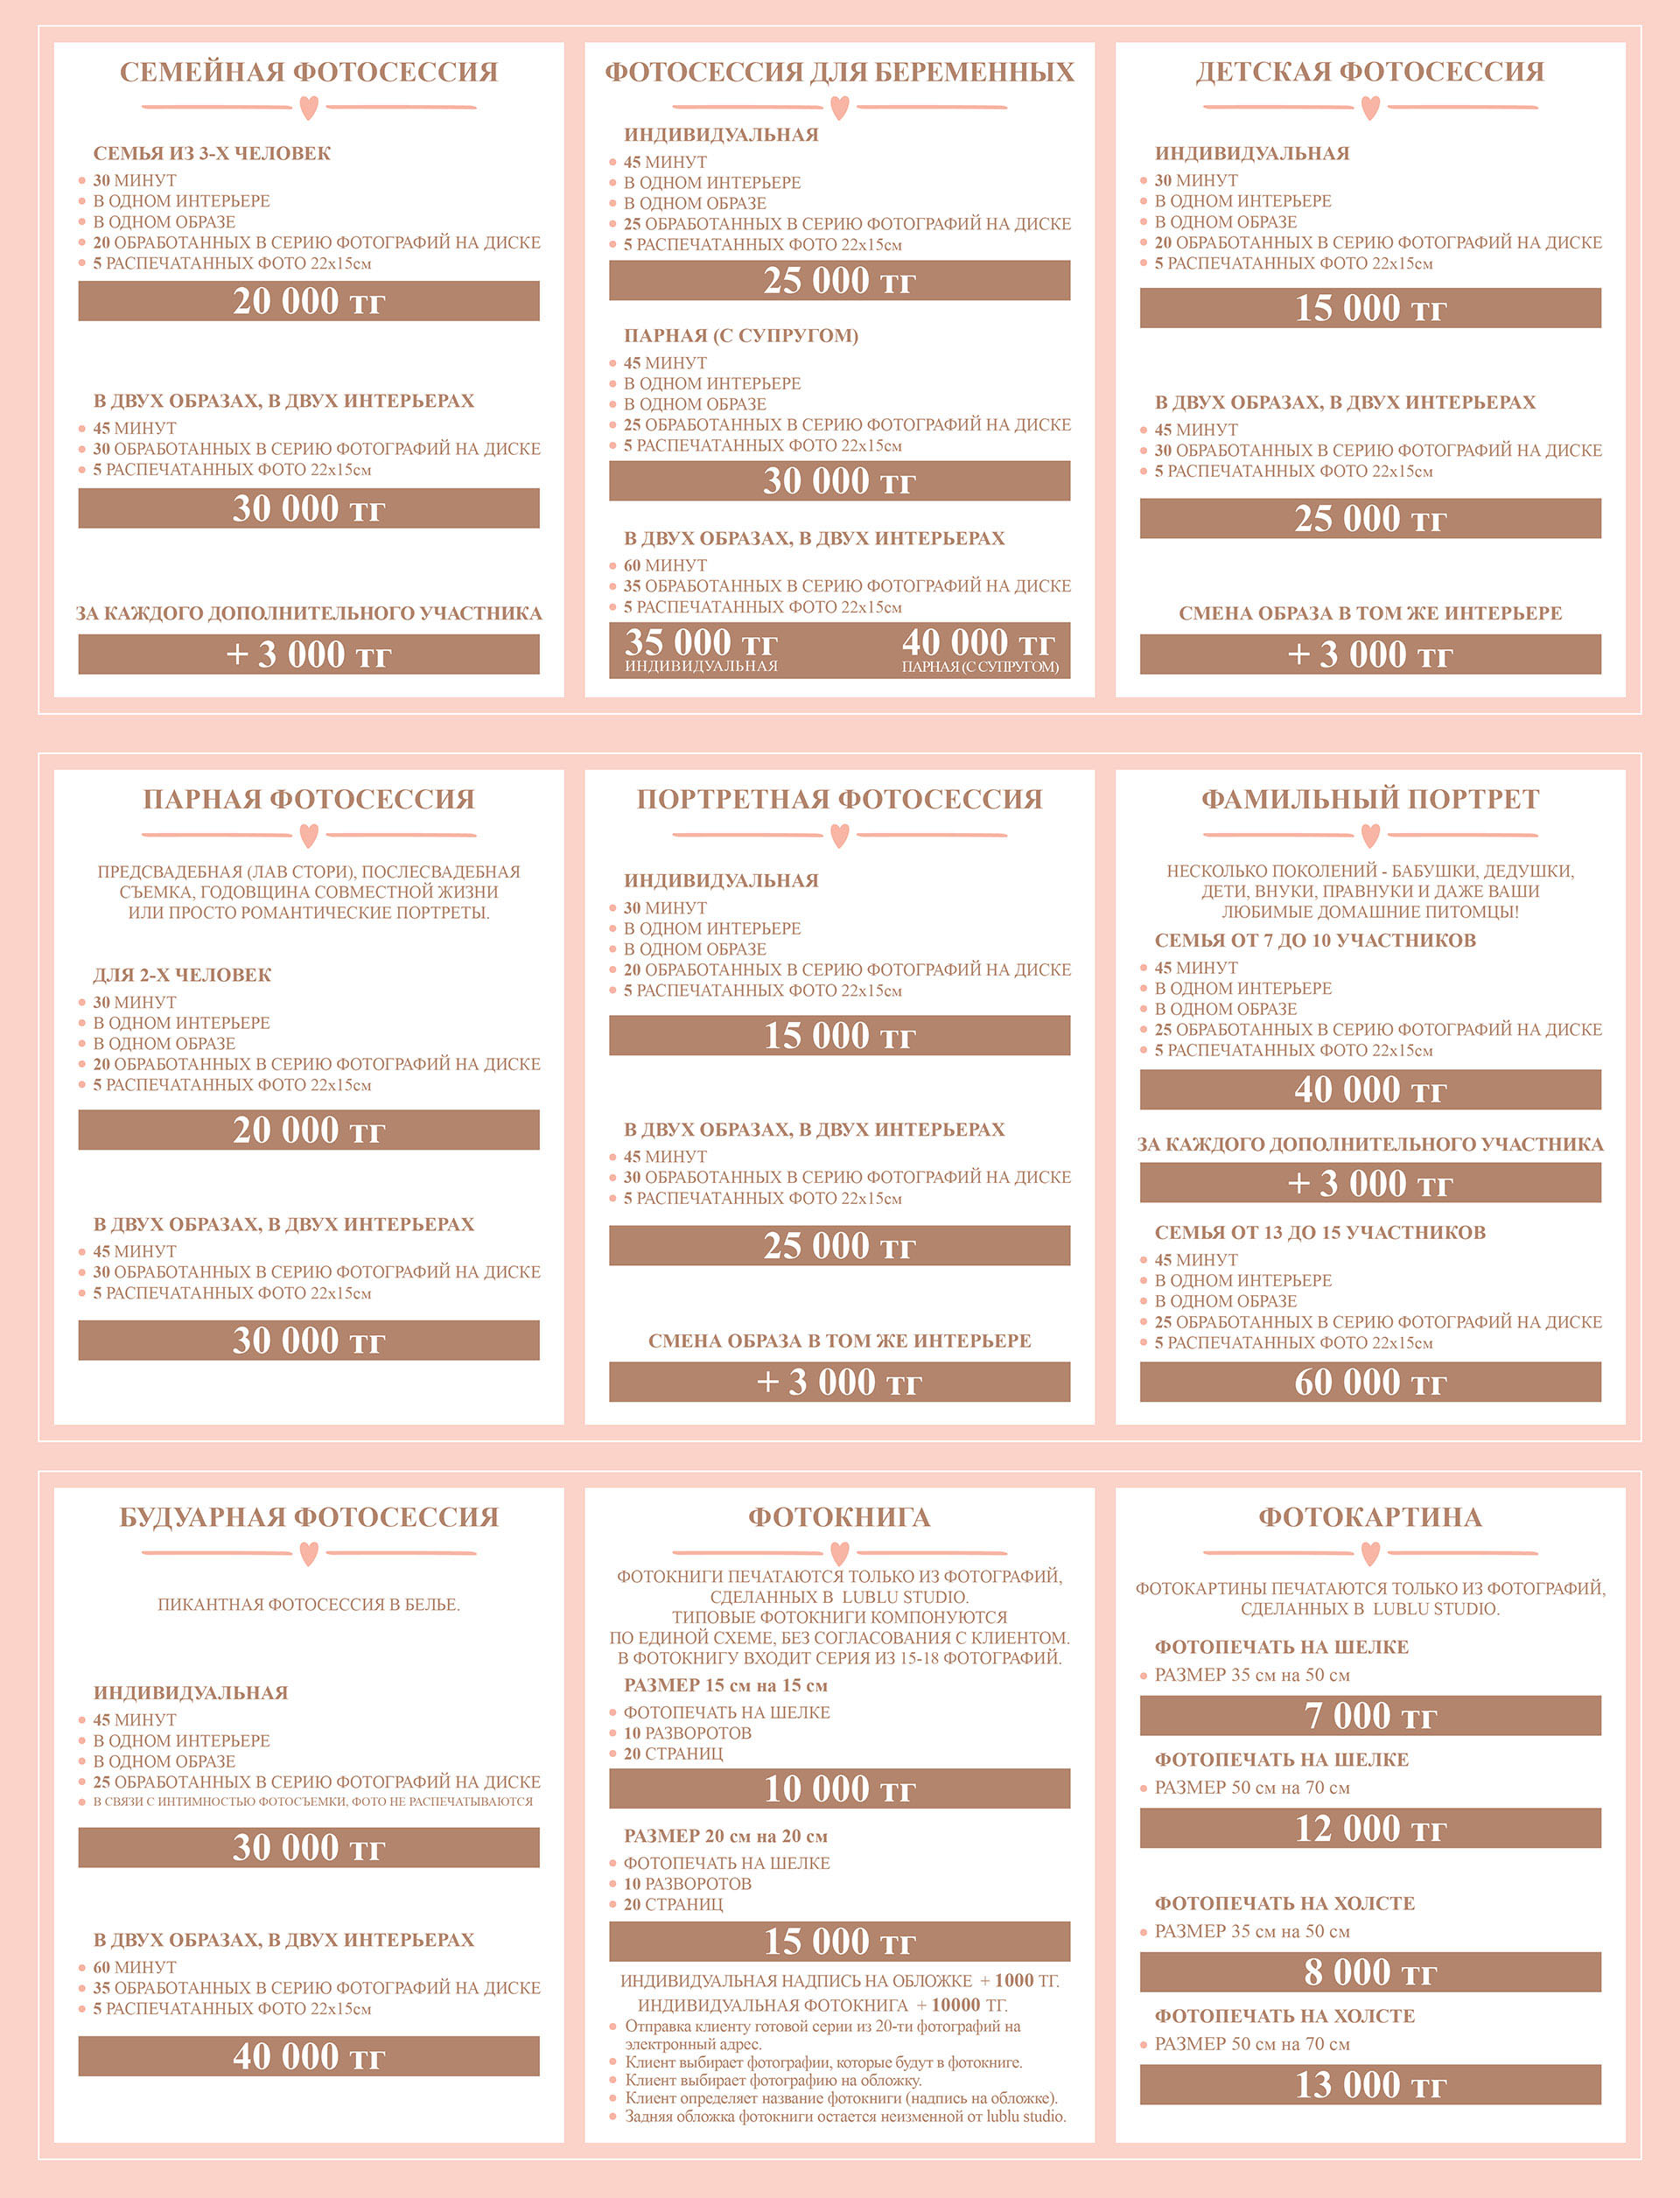 СЕМЕЙНАЯ ФОТОСЕССИЯ
СЕМЬЯ ИЗ 3-Х ЧЕЛОВЕК
30 МИНУТ
В ОДНОМ ИНТЕРЬЕРЕ
В ОДНОМ ОБРАЗЕ
20 ОБРАБОТАННЫХ В СЕРИЮ ФОТОГРАФИЙ НА ДИСКЕ
5 РАСПЕЧАТАННЫХ ФОТО 22х15см
20 000 тг
В ДВУХ ОБРАЗАХ, В ДВУХ ИНТЕРЬЕРАХ
45 МИНУТ
30 ОБРАБОТАННЫХ В СЕРИЮ ФОТОГРАФИЙ НА ДИСКЕ
5 РАСПЕЧАТАННЫХ ФОТО 22х15см
30 000 тг
ЗА КАЖДОГО ДОПОЛНИТЕЛЬНОГО УЧАСТНИКА
+ 3 000 тг
ФОТОСЕССИЯ ДЛЯ БЕРЕМЕННЫХ
ИНДИВИДУАЛЬНАЯ
45 МИНУТ
В ОДНОМ ИНТЕРЬЕРЕ
В ОДНОМ ОБРАЗЕ
25 ОБРАБОТАННЫХ В СЕРИЮ ФОТОГРАФИЙ НА ДИСКЕ
5 РАСПЕЧАТАННЫХ ФОТО 22х15см
25 000 тг
ПАРНАЯ (С СУПРУГОМ)
45 МИНУТ
В ОДНОМ ИНТЕРЬЕРЕ
В ОДНОМ ОБРАЗЕ
25 ОБРАБОТАННЫХ В СЕРИЮ ФОТОГРАФИЙ НА ДИСКЕ
5 РАСПЕЧАТАННЫХ ФОТО 22х15см
30 000 тг
В ДВУХ ОБРАЗАХ, В ДВУХ ИНТЕРЬЕРАХ
60 МИНУТ
35 ОБРАБОТАННЫХ В СЕРИЮ ФОТОГРАФИЙ НА ДИСКЕ
5 РАСПЕЧАТАННЫХ ФОТО 22х15см
35 000 тг 40 000 тг
ИНДИВИДУАЛЬНАЯ ПАРНАЯ (С СУПРУГОМ)
ДЕТСКАЯ ФОТОСЕССИЯ
ИНДИВИДУАЛЬНАЯ
30 МИНУТ
В ОДНОМ ИНТЕРЬЕРЕ
В ОДНОМ ОБРАЗЕ
20 ОБРАБОТАННЫХ В СЕРИЮ ФОТОГРАФИЙ НА ДИСКЕ
5 РАСПЕЧАТАННЫХ ФОТО 22х15см
15 000 тг
В ДВУХ ОБРАЗАХ, В ДВУХ ИНТЕРЬЕРАХ
45 МИНУТ
30 ОБРАБОТАННЫХ В СЕРИЮ ФОТОГРАФИЙ НА ДИСКЕ
5 РАСПЕЧАТАННЫХ ФОТО 22х15см
25 000 тг
СМЕНА ОБРАЗА В ТОМ ЖЕ ИНТЕРЬЕРЕ
+ 3 000 тг
ПАРНАЯ ФОТОСЕССИЯ
ПРЕДСВАДЕБНАЯ (ЛАВ СТОРИ), ПОСЛЕСВАДЕБНАЯ
СЪЕМКА, ГОДОВЩИНА СОВМЕСТНОЙ ЖИЗНИ
ИЛИ ПРОСТО РОМАНТИЧЕСКИЕ ПОРТРЕТЫ.
ДЛЯ 2-Х ЧЕЛОВЕК
30 МИНУТ
В ОДНОМ ИНТЕРЬЕРЕ
В ОДНОМ ОБРАЗЕ
20 ОБРАБОТАННЫХ В СЕРИЮ ФОТОГРАФИЙ НА ДИСКЕ
5 РАСПЕЧАТАННЫХ ФОТО 22х15см
20 000 тг
В ДВУХ ОБРАЗАХ, В ДВУХ ИНТЕРЬЕРАХ
45 МИНУТ
30 ОБРАБОТАННЫХ В СЕРИЮ ФОТОГРАФИЙ НА ДИСКЕ
5 РАСПЕЧАТАННЫХ ФОТО 22х15см
30 000 тг
ПОРТРЕТНАЯ ФОТОСЕССИЯ
ИНДИВИДУАЛЬНАЯ
30 МИНУТ
В ОДНОМ ИНТЕРЬЕРЕ
В ОДНОМ ОБРАЗЕ
20 ОБРАБОТАННЫХ В СЕРИЮ ФОТОГРАФИЙ НА ДИСКЕ
5 РАСПЕЧАТАННЫХ ФОТО 22х15см
15 000 тг
В ДВУХ ОБРАЗАХ, В ДВУХ ИНТЕРЬЕРАХ
45 МИНУТ
30 ОБРАБОТАННЫХ В СЕРИЮ ФОТОГРАФИЙ НА ДИСКЕ
5 РАСПЕЧАТАННЫХ ФОТО 22х15см
25 000 тг
СМЕНА ОБРАЗА В ТОМ ЖЕ ИНТЕРЬЕРЕ
+ 3 000 тг
ФАМИЛЬНЫЙ ПОРТРЕТ
НЕСКОЛЬКО ПОКОЛЕНИЙ - БАБУШКИ, ДЕДУШКИ,
ДЕТИ, ВНУКИ, ПРАВНУКИ И ДАЖЕ ВАШИ
ЛЮБИМЫЕ ДОМАШНИЕ ПИТОМЦЫ!
СЕМЬЯ ОТ 7 ДО 10 УЧАСТНИКОВ
45 МИНУТ
В ОДНОМ ИНТЕРЬЕРЕ
В ОДНОМ ОБРАЗЕ
25 ОБРАБОТАННЫХ В СЕРИЮ ФОТОГРАФИЙ НА ДИСКЕ
5 РАСПЕЧАТАННЫХ ФОТО 22х15см
40 000 тг
ЗА КАЖДОГО ДОПОЛНИТЕЛЬНОГО УЧАСТНИКА
+ 3 000 тг
СЕМЬЯ ОТ 13 ДО 15 УЧАСТНИКОВ
45 МИНУТ
В ОДНОМ ИНТЕРЬЕРЕ
В ОДНОМ ОБРАЗЕ
25 ОБРАБОТАННЫХ В СЕРИЮ ФОТОГРАФИЙ НА ДИСКЕ
5 РАСПЕЧАТАННЫХ ФОТО 22х15см
60 000 тг
БУДУАРНАЯ ФОТОСЕССИЯ
ПИКАНТНАЯ ФОТОСЕССИЯ В БЕЛЬЕ.
ИНДИВИДУАЛЬНАЯ
45 МИНУТ
В ОДНОМ ИНТЕРЬЕРЕ
В ОДНОМ ОБРАЗЕ
25 ОБРАБОТАННЫХ В СЕРИЮ ФОТОГРАФИЙ НА ДИСКЕ
В СВЯЗИ С ИНТИМНОСТЬЮ ФОТОСЪЕМКИ, ФОТО НЕ РАСПЕЧАТЫВАЮТСЯ
30 000 тг
В ДВУХ ОБРАЗАХ, В ДВУХ ИНТЕРЬЕРАХ
60 МИНУТ
35 ОБРАБОТАННЫХ В СЕРИЮ ФОТОГРАФИЙ НА ДИСКЕ
5 РАСПЕЧАТАННЫХ ФОТО 22х15см
40 000 тг
ФОТОКНИГА
ФОТОКНИГИ ПЕЧАТАЮТСЯ ТОЛЬКО ИЗ ФОТОГРАФИЙ,
СДЕЛАННЫХ В LUBLU STUDIO.
ТИПОВЫЕ ФОТОКНИГИ КОМПОНУЮТСЯ
ПО ЕДИНОЙ СХЕМЕ, БЕЗ СОГЛАСОВАНИЯ С КЛИЕНТОМ.
В ФОТОКНИГУ ВХОДИТ СЕРИЯ ИЗ 15-18 ФОТОГРАФИЙ.
РАЗМЕР 15 см на 15 см
ФОТОПЕЧАТЬ НА ШЕЛКЕ
10 РАЗВОРОТОВ
20 СТРАНИЦ
10 000 тг
РАЗМЕР 20 см на 20 см
ФОТОПЕЧАТЬ НА ШЕЛКЕ
10 РАЗВОРОТОВ
20 СТРАНИЦ
15 000 тг
ИНДИВИДУАЛЬНАЯ НАДПИСЬ НА ОБЛОЖКЕ + 1000 ТГ.
ИНДИВИДУАЛЬНАЯ ФОТОКНИГА + 10000 ТГ.
Отправка клиенту готовой серии из 20-ти фотографий на
электронный адрес.
Клиент выбирает фотографии, которые будут в фотокниге.
Клиент выбирает фотографию на обложку.
Клиент определяет название фотокниги (надпись на обложке).
Задняя обложка фотокниги остается неизменной от lublu studio.
ФОТОКАРТИНА
ФОТОКАРТИНЫ ПЕЧАТАЮТСЯ ТОЛЬКО ИЗ ФОТОГРАФИЙ,
СДЕЛАННЫХ В LUBLU STUDIO.
ФОТОПЕЧАТЬ НА ШЕЛКЕ
РАЗМЕР 35 см на 50 см
7 000 тг
ФОТОПЕЧАТЬ НА ШЕЛКЕ
РАЗМЕР 50 см на 70 см
12 000 тг
ФОТОПЕЧАТЬ НА ХОЛСТЕ
РАЗМЕР 35 см на 50 см
8 000 тг
ФОТОПЕЧАТЬ НА ХОЛСТЕ
РАЗМЕР 50 см на 70 см
13 000 тг